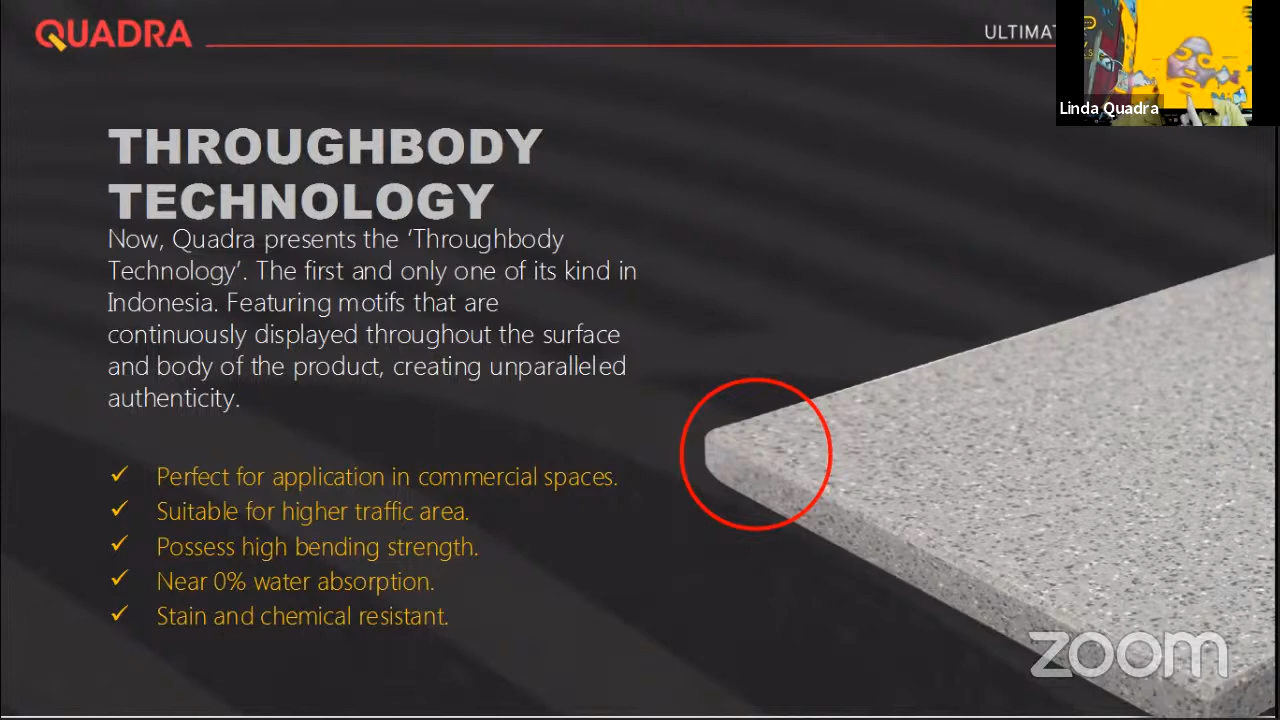 QUADRA
ULTIMAT
Linda Quadra
THROUGHBODY
TECHNOLOGY
Now, Quadra presents the ‘Throughbody
Technology’. The first and only one of its kind in
Indonesia. Featuring motifs that are
continuously displayed throughout the surface
and body of the product, creating unparalleled
authenticity.
✓ Perfect for application in commercial spaces.
✓ Suitable for higher traffic area.
✓ Possess high bending strength.
✓ Near 0% water absorption.
✓ Stain and chemical resistant.
zoom